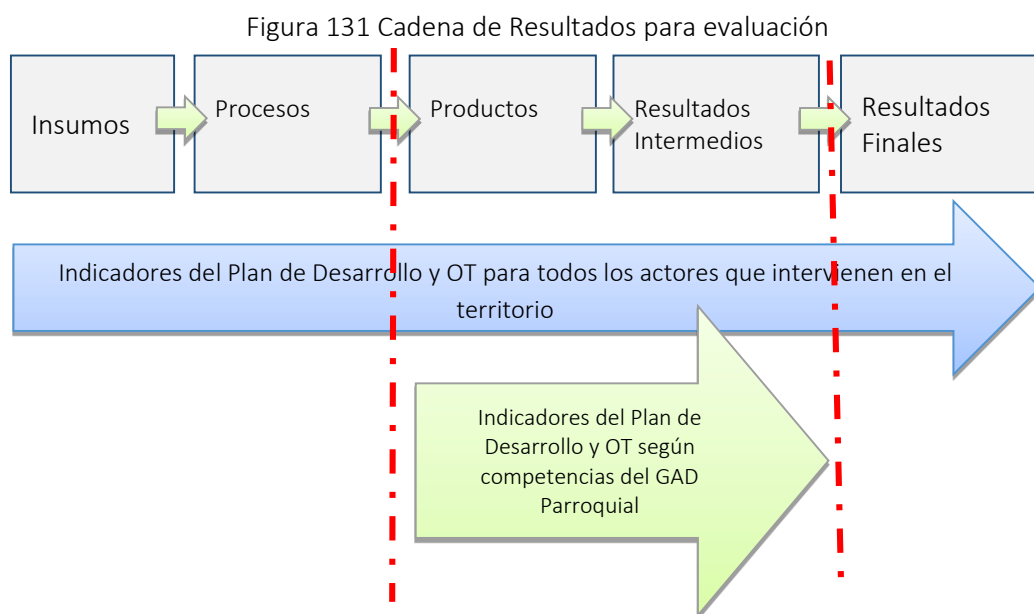 Figura 131 Cadena de Resultados para evaluación
Insumos
Procesos
Productos
Resultados
Intermedios
Resultados
Finales
Indicadores del Plan de Desarrollo y OT para todos los actores que intervienen en el
territorio
Indicadores del Plan de
Desarrollo y OT según
competencias del GAD
Parroquial